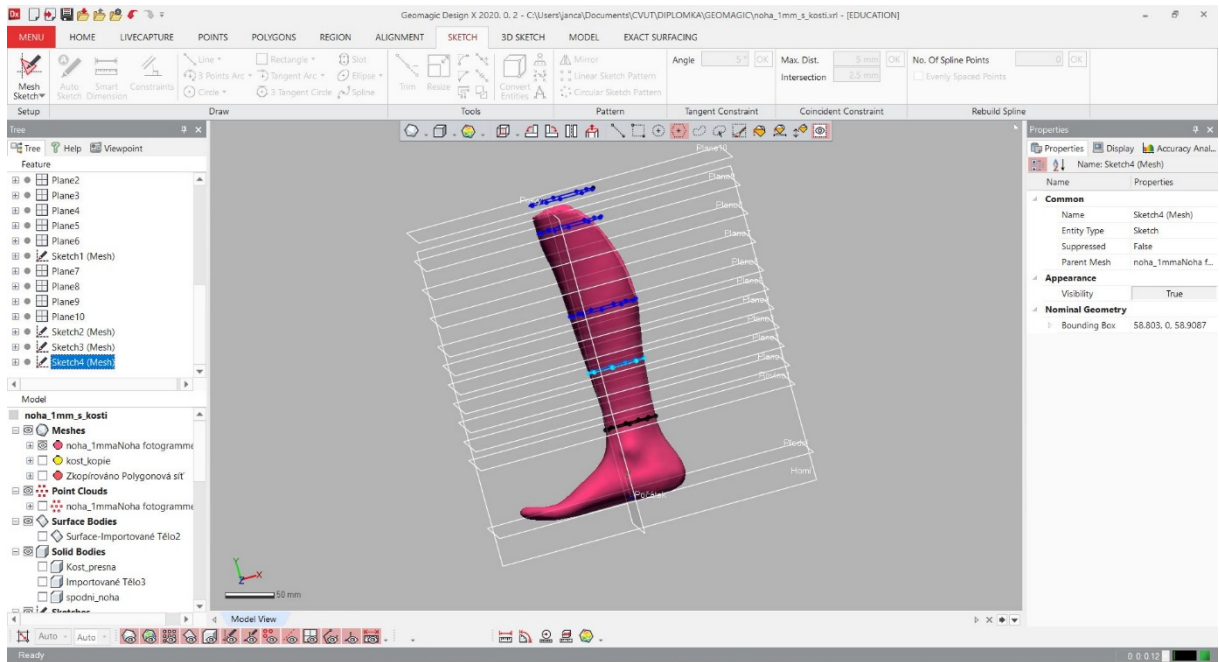 Geomagic Design X 2020. 0. 2 - C:\Users\janca\Documents\CVUT\DIPLOMKA\GEOMAGIC\noha_1mm_s_kosti.xrl - [EDUCATION]
MENU HOME LIVECAPTURE POINTS POLYGONS REGION ALIGNMENT SKETCH 3D SKETCH MODEL EXACT SURFACING
Line Rectangle Slot Mirror Angle 5° OK Max. Dist. 5 mm OK No. Of Spline Points 0 OK
3 Points Arc Tangent Arc Ellipse Linear Sketch Pattern Intersection 2.5 mm Evenly Spaced Points
Circle 3 Tangent Circle Spline Circular Sketch Pattern
Mesh Sketch Auto Sketch Smart Dimension Constraints Trim Resize Convert Entities
Setup Draw Tools Pattern Tangent Constraint Coincident Constraint Rebuild Spline
Tree Properties
Tree Help Viewpoint Properties Display Accuracy Anal...
Feature Name: Sketch4 (Mesh)
Plane2
Plane3
Plane4
Plane5
Plane6
Sketch1 (Mesh)
Plane7
Plane8
Plane9
Plane10
Sketch2 (Mesh)
Sketch3 (Mesh)
Sketch4 (Mesh)
Model
noha_1mm_s_kosti
Meshes
noha_1mmaNoha fotogramme
kost_kopie
Zkopírováno Polygonová síť
Point Clouds
noha_1mmaNoha fotogramme
Surface Bodies
Surface-Importované Tělo2
Solid Bodies
Kost_presna
Importované Tělo3
spodni_noha
Sketches
Plane10
Počátek
Horní
50 mm
Y
X
Z
Model View
Name Properties
Common
Name Sketch4 (Mesh)
Entity Type Sketch
Suppressed False
Parent Mesh noha_1mmaNoha f...
Appearance
Visibility True
Nominal Geometry
Bounding Box 58.803, 0, 58.9087
Auto Auto
Ready 0: 0: 0.12